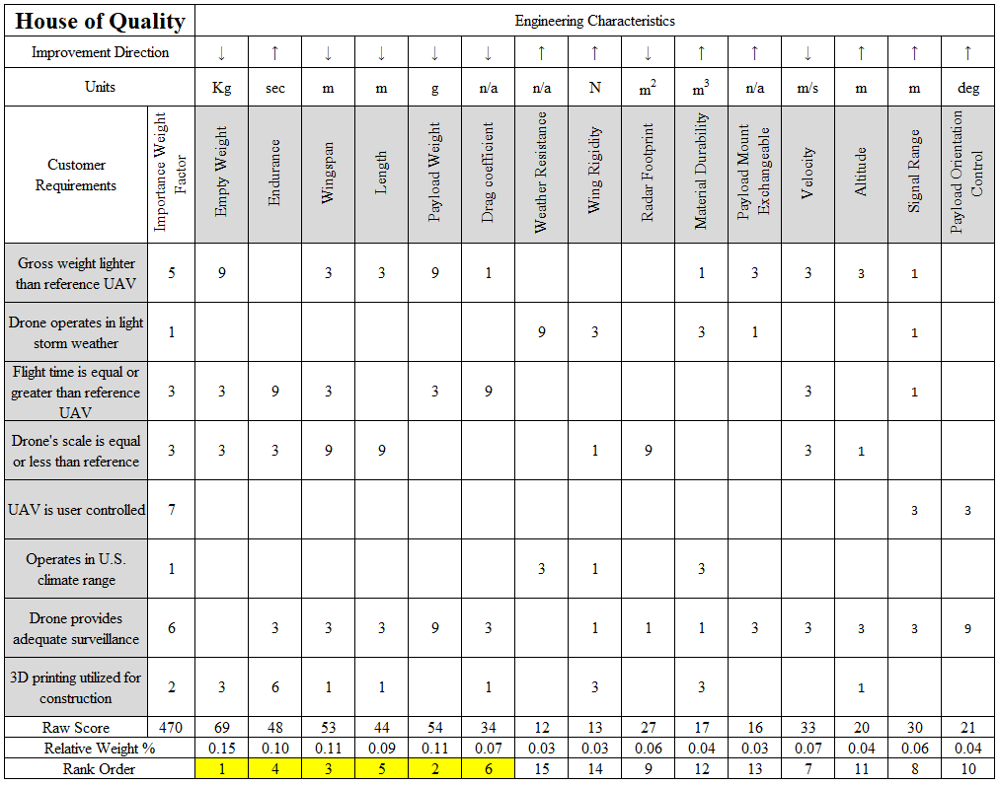 House of Quality Engineering Characteristics
Improvement Direction ↓ ↑ ↓ ↓ ↓ ↓ ↑ ↑ ↓ ↑ ↑ ↓ ↑ ↑ ↑
Units Kg sec m m g n/a n/a N m² m³ n/a m/s m m deg
Customer
Requirements
Importance Weight
Factor
Empty Weight
Endurance
Wingspan
Length
Payload Weight
Drag coefficient
Weather Resistance
Wing Rigidity
Radar Footprint
Material Durability
Payload Mount
Exchangeable
Velocity
Altitude
Signal Range
Payload Orientation
Control
Gross weight lighter
than reference UAV
5 9 3 3 9 1 1 3 3 3 1
Drone operates in light
storm weather
1 9 3 3 1 1
Flight time is equal or
greater than reference
UAV
3 3 9 3 3 9 3 1
Drone's scale is equal
or less than reference
3 3 3 9 9 1 9 3 1
UAV is user controlled 7 3 3
Operates in U.S.
climate range
1 3 1 3
Drone provides
adequate surveillance
6 3 3 3 9 3 1 1 1 3 3 3 3 9
3D printing utilized for
construction
2 3 6 1 1 1 3 3 1
Raw Score 470 69 48 53 44 54 34 12 13 27 17 16 33 20 30 21
Relative Weight % 0.15 0.10 0.11 0.09 0.11 0.07 0.03 0.03 0.06 0.04 0.03 0.07 0.04 0.06 0.04
Rank Order 1 4 3 5 2 6 15 14 9 12 13 7 11 8 10